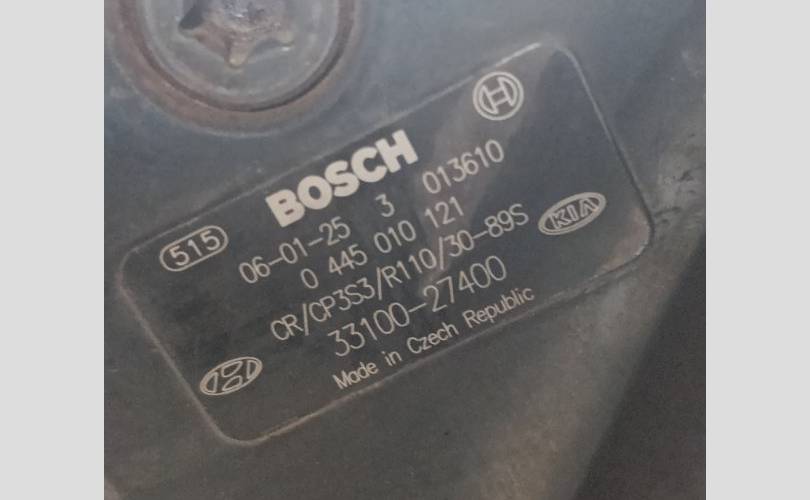 BOSCH
515 06-01-25 3 013610
0 445 010 121
CR/CP3S3/R110/30-89S
KIA
33100-27400
Made in Czech Republic